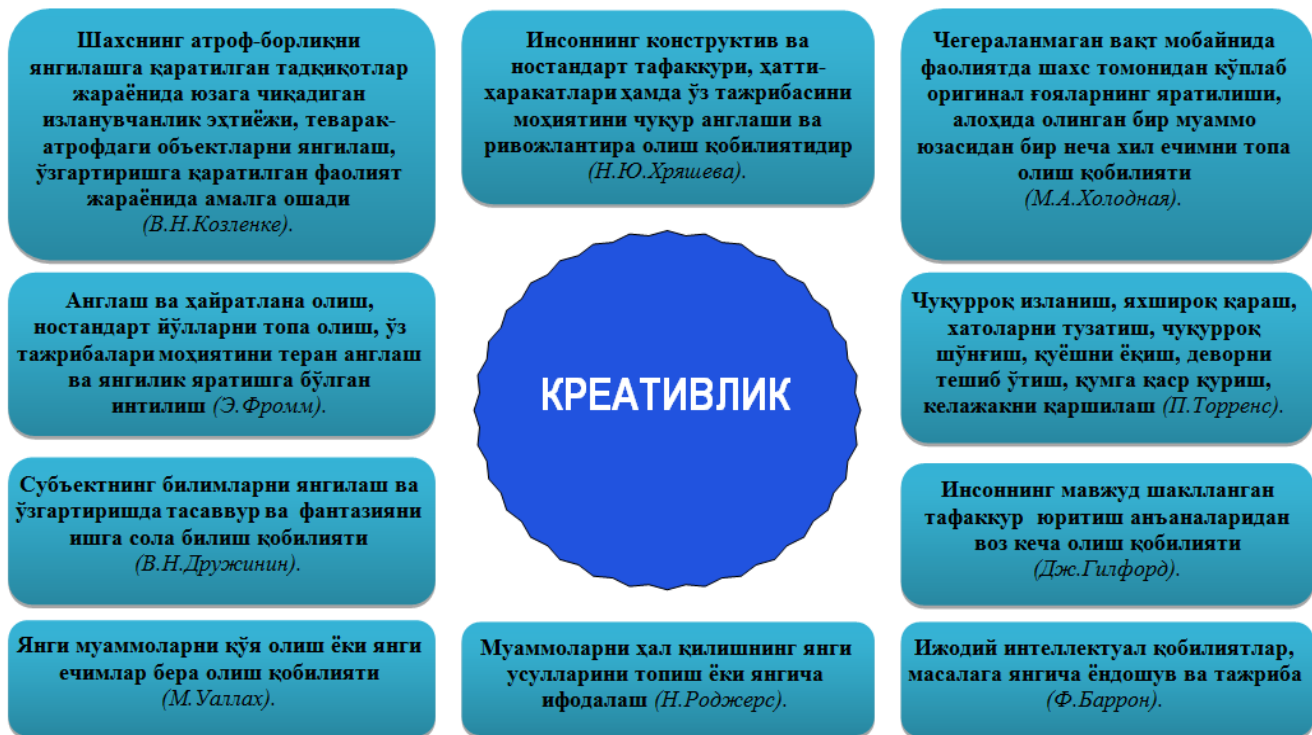 Шахснинг атроф-борлиқни
янгилашга қаратилган тадқиқотлар
жараёнида юзага чиқадиган
изланувчанлик эҳтиёжи, теварак-
атрофдаги объектларни янгилаш,
ўзгартиришга қаратилган фаолият
жараёнида амалга ошади
(В.Н.Козленке).
Инсоннинг конструктив ва
ностандарт тафаккури, ҳатти-
ҳаракатлари ҳамда ўз тажрибасини
моҳиятини чуқур англаши ва
ривожлантира олиш қобилиятидир
(Н.Ю.Хряшева).
Чегераланмаган вақт мобайнида
фаолиятда шахс томонидан кўплаб
оригинал ғояларнинг яратилиши,
алоҳида олинган бир муаммо
юзасидан бир неча хил ечимни топа
олиш қобилияти
(М.А.Холодная).
Англаш ва ҳайратлана олиш,
ностандарт йўлларни топа олиш, ўз
тажрибалари моҳиятини теран англаш
ва янгилик яратишга бўлган
интилиш (Э.Фромм).
КРЕАТИВЛИК
Чуқурроқ изланиш, яхшироқ қараш,
хатоларни тузатиш, чуқурроқ
шўнғиш, қуёшни ёқиш, деворни
тешиб ўтиш, қумга қаср қуриш,
келажакни қаршилаш (П.Торренс).
Субъектнинг билимларни янгилаш ва
ўзгартиришда тасаввур ва фантазияни
ишга сола билиш қобилияти
(В.Н.Дружинин).
Инсоннинг мавжуд шаклланган
тафаккур юритиш анъаналаридан
воз кеча олиш қобилияти
(Дж.Гилфорд).
Янги муаммоларни қўя олиш ёки янги
ечимлар бера олиш қобилияти
(М.Уаллах).
Муаммоларни ҳал қилишнинг янги
усулларини топиш ёки янгича
ифодалаш (Н.Роджерс).
Ижодий интеллектуал қобилиятлар,
масалага янгича ёндошув ва тажриба
(Ф.Баррон).